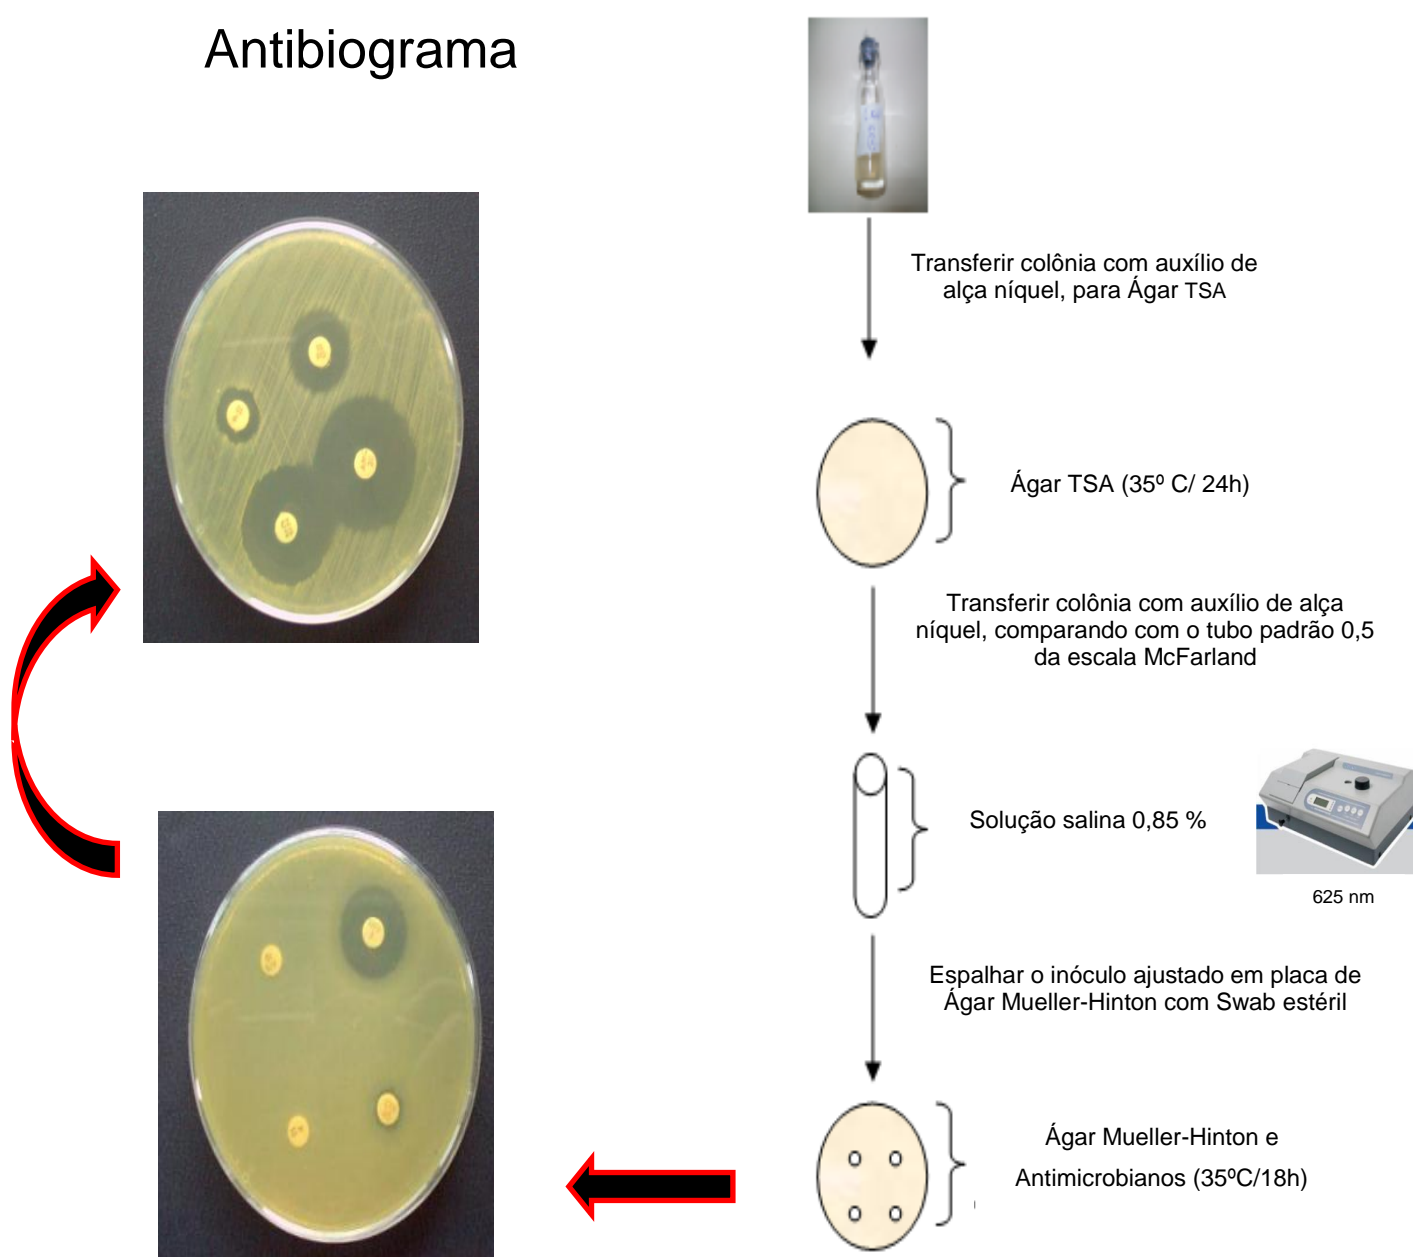 Antibiograma
Transferir colônia com auxílio de
alça níquel, para Ágar TSA
Ágar TSA (35º C/ 24h)
Transferir colônia com auxílio de alça
níquel, comparando com o tubo padrão 0,5
da escala McFarland
Solução salina 0,85 %
625 nm
Espalhar o inóculo ajustado em placa de
Ágar Mueller-Hinton com Swab estéril
Ágar Mueller-Hinton e
Antimicrobianos (35ºC/18h)